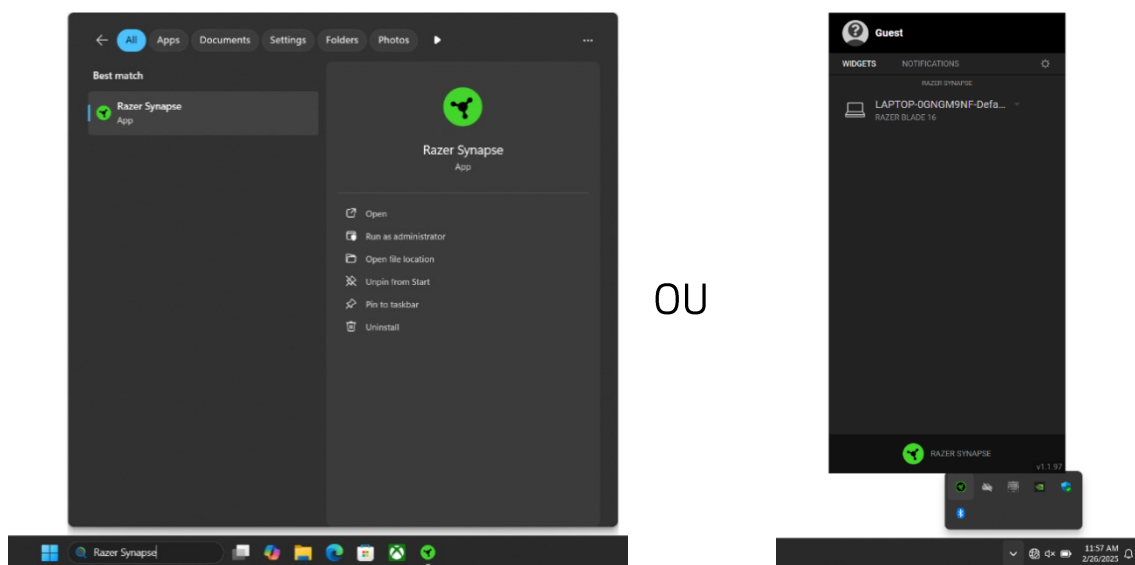 All Apps Documents Settings Folders Photos
Best match
Razer Synapse
App
Razer Synapse
App
Open
Run as administrator
Open file location
Unpin from Start
Pin to taskbar
Uninstall
Razer Synapse
OU
Guest
WIDGETS NOTIFICATIONS
RAZER SYNAPSE
LAPTOP-0GNGM9NF-Defa...
RAZER BLADE 16
RAZER SYNAPSE
v1.1.97
11:57 AM
2/26/2025